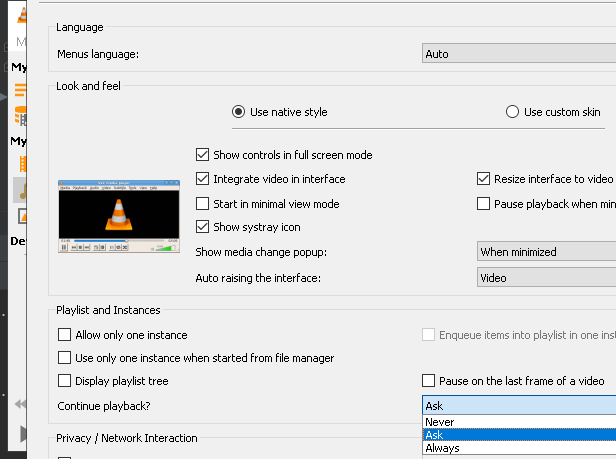 Language
Menus language:
Auto
Look and feel
Use native style
Use custom skin
Show controls in full screen mode
Integrate video in interface
Resize interface to video
Start in minimal view mode
Pause playback when min
Show systray icon
Show media change popup:
When minimized
Auto raising the interface:
Video
Playlist and Instances
Allow only one instance
Enqueue items into playlist in one inst
Use only one instance when started from file manager
Display playlist tree
Pause on the last frame of a video
Continue playback?
Ask
Never
Ask
Always
Privacy / Network Interaction
M
My
My
De